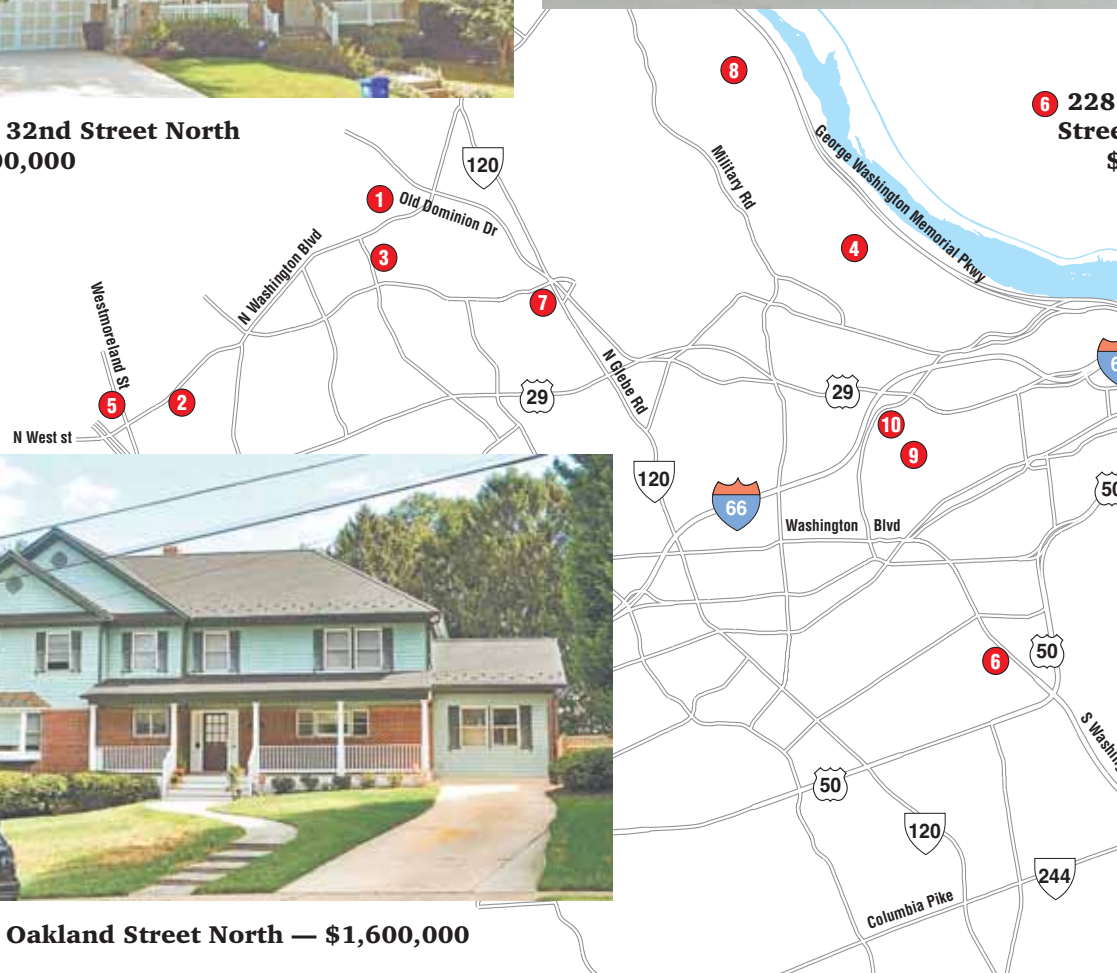 32nd Street North
00,000
6 228
Stree
$
8
120
1
Old Dominion Dr
Military Rd
George Washington Memorial Pkwy
3
4
N Washington Blvd
7
Westmoreland St
N Glebe Rd
5
2
29
29
6
N West st
10
9
120
66
50
Washington Blvd
6
50
S Washing
50
120
244
Columbia Pike
Oakland Street North — $1,600,000